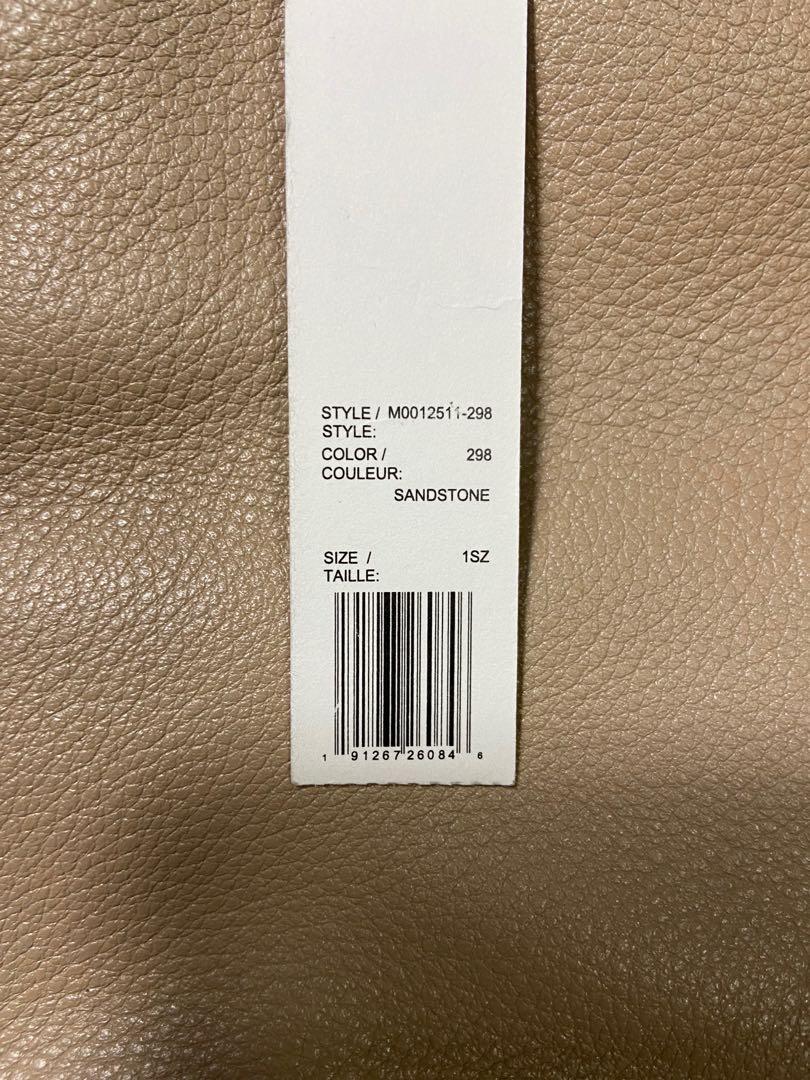 STYLE / M0012511-298
STYLE:
COLOR / 298
COULEUR:
SANDSTONE
SIZE / 1SZ
TAILLE:
1 91267 26084 6